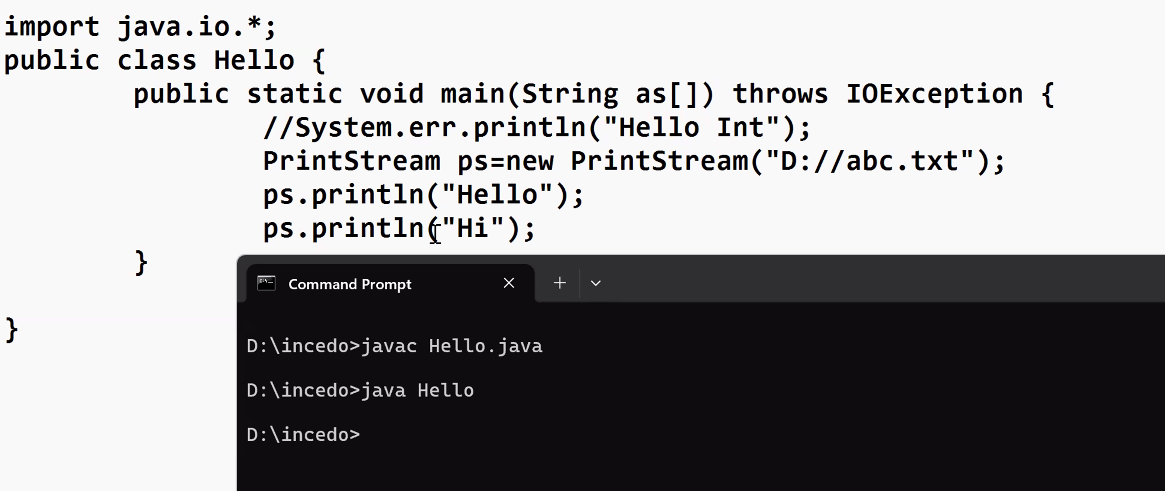 import java.io.*;
public class Hello {
public static void main(String as[]) throws IOException {
//System.err.println("Hello Int");
PrintStream ps=new PrintStream("D://abc.txt");
ps.println("Hello");
ps.println("Hi");
}
}
Command Prompt
D:\incedo>javac Hello.java
D:\incedo>java Hello
D:\incedo>